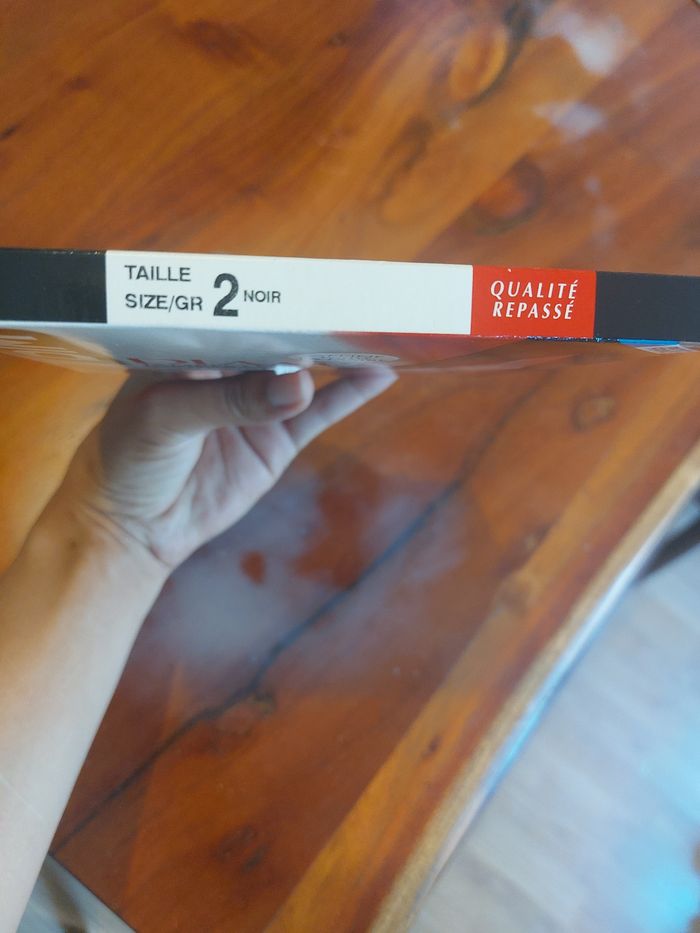 TAILLE
SIZE/GR 2 NOIR
QUALITÉ
REPASSÉ